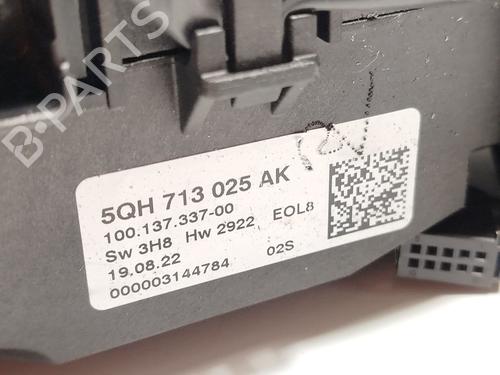 B-PARTS
5QH 713 025 AK
100.137.337-00
Sw 3H8 Hw 2922 EOL8
19.08.22 02S
000003144784